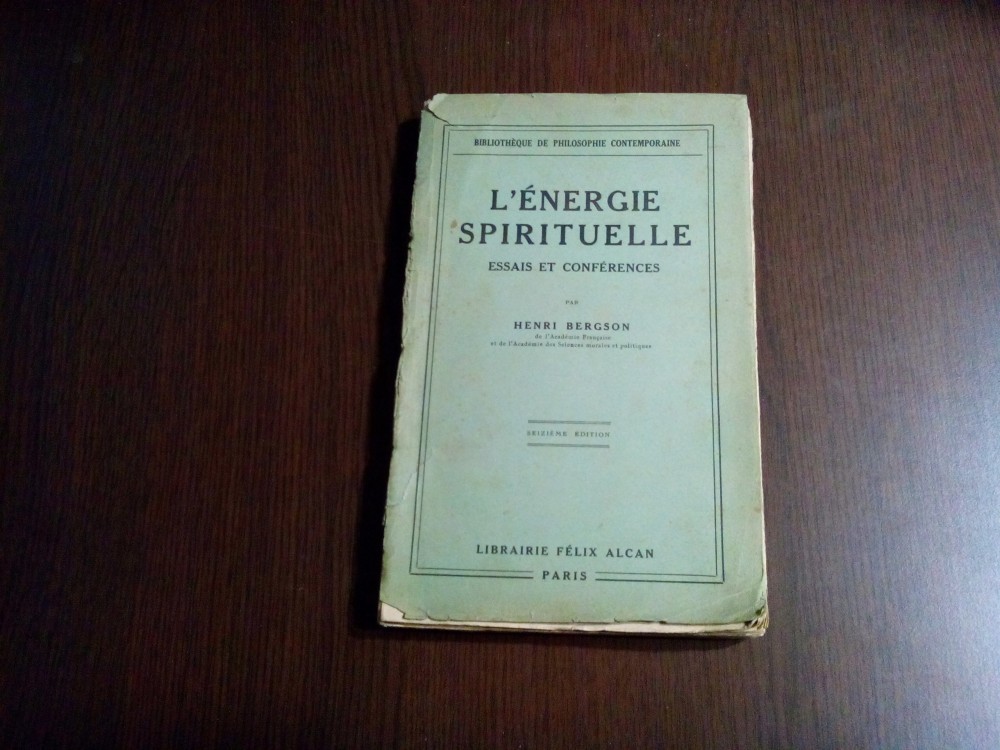 BIBLIOTHÈQUE DE PHILOSOPHIE CONTEMPORAINE
L'ÉNERGIE
SPIRITUELLE
ESSAIS ET CONFÉRENCES
PAR
HENRI BERGSON
de l'Académie Française
et de l'Académie des Sciences morales et politiques
SEIZIÈME ÉDITION
LIBRAIRIE FÉLIX ALCAN
PARIS